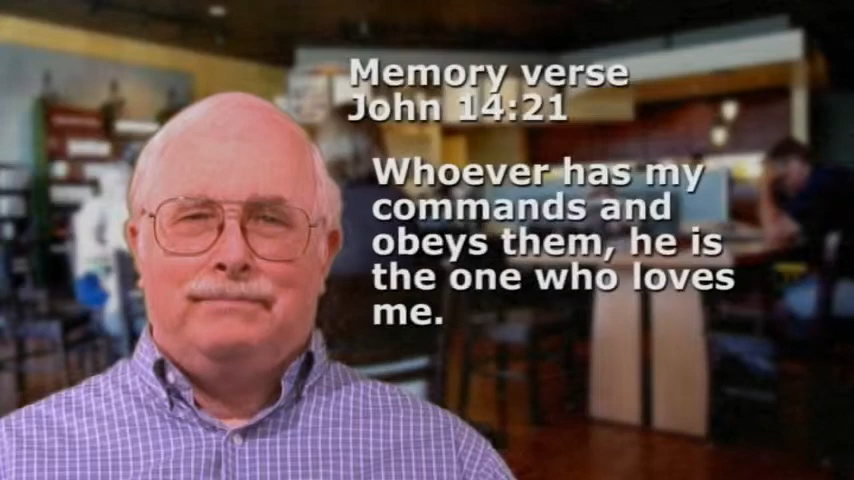 Memory verse
John 14:21
Whoever has my
commands and
obeys them, he is
the one who loves
me.